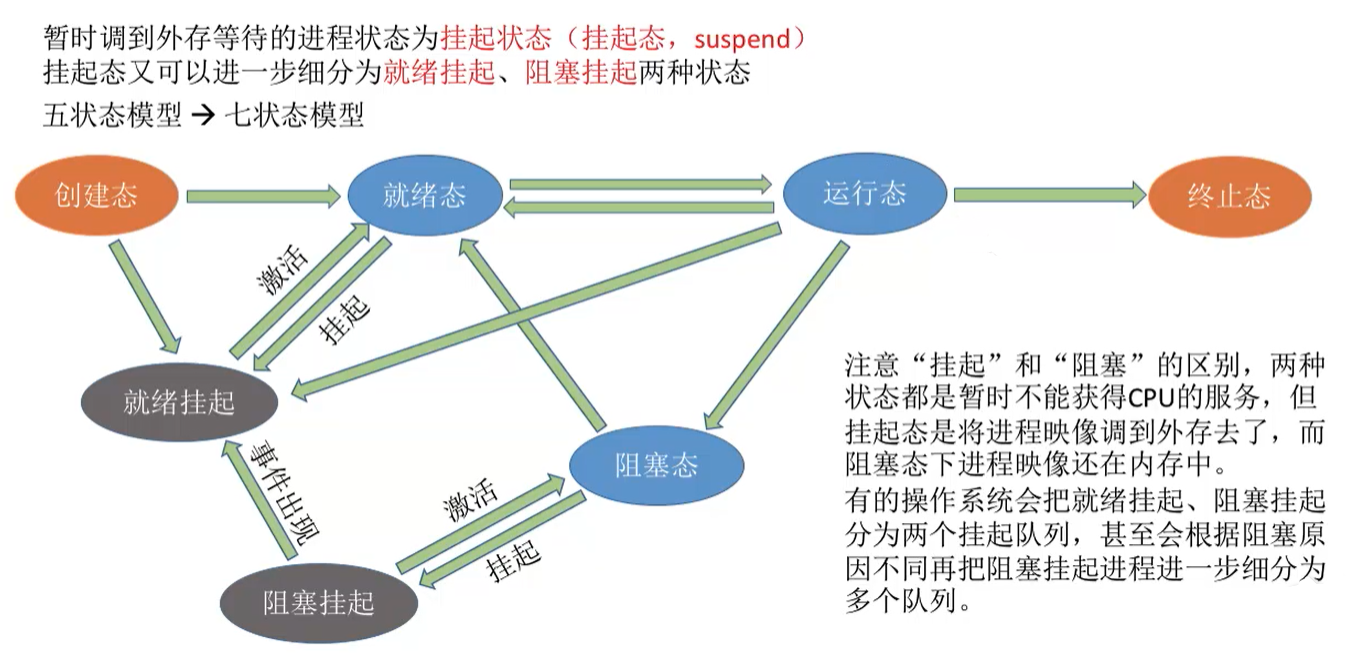 暂时调到外存等待的进程状态为挂起状态（挂起态，suspend）
挂起态又可以进一步细分为就绪挂起、阻塞挂起两种状态
五状态模型 → 七状态模型
创建态
就绪态
运行态
终止态
激活
挂起
就绪挂起
事件出现
阻塞态
激活
挂起
阻塞挂起
注意“挂起”和“阻塞”的区别，两种
状态都是暂时不能获得CPU的服务，但
挂起态是将进程映像调到外存去了，而
阻塞态下进程映像还在内存中。
有的操作系统会把就绪挂起、阻塞挂起
分为两个挂起队列，甚至会根据阻塞原
因不同再把阻塞挂起进程进一步细分为
多个队列。